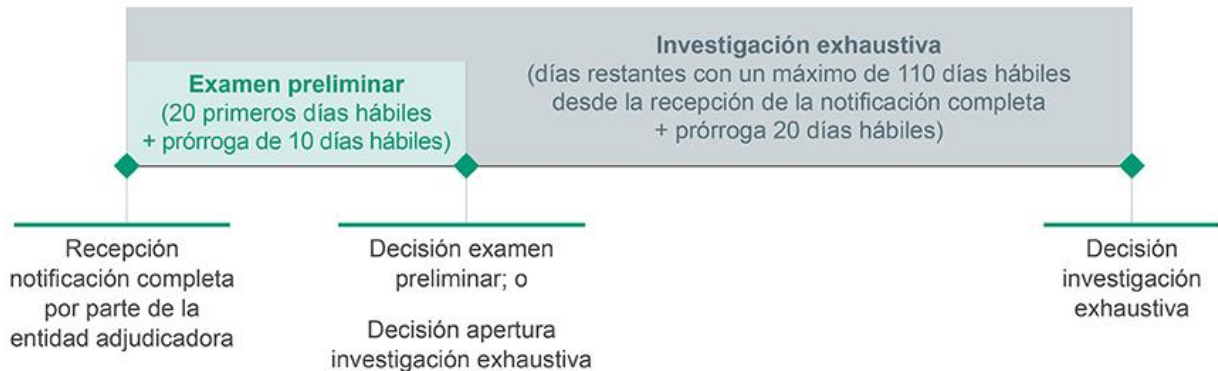 Investigación exhaustiva
(días restantes con un máximo de 110 días hábiles
desde la recepción de la notificación completa
+ prórroga 20 días hábiles)
Examen preliminar
(20 primeros días hábiles
+ prórroga de 10 días hábiles)
Recepción
notificación completa
por parte de la
entidad adjudicadora
Decisión examen
preliminar; o
Decisión apertura
investigación exhaustiva
Decisión
investigación
exhaustiva